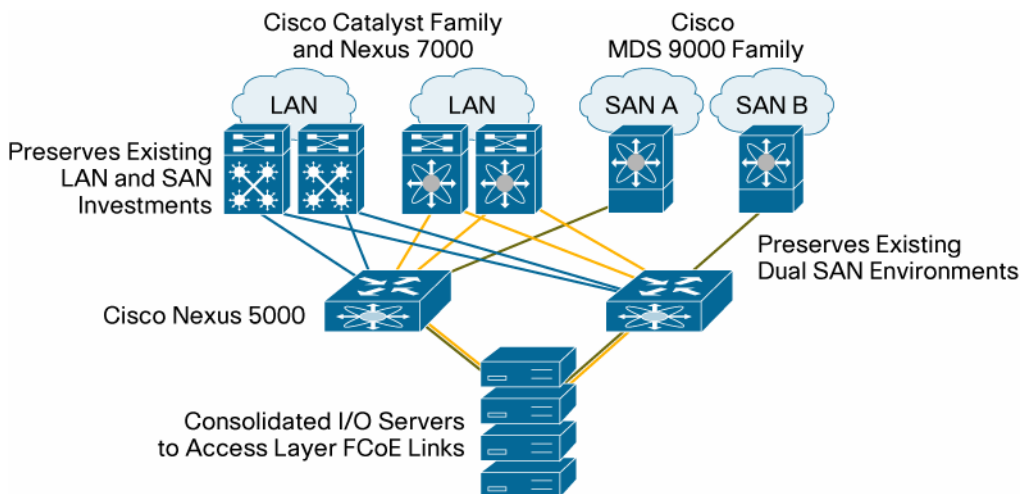 Cisco Catalyst Family
and Nexus 7000
Cisco
MDS 9000 Family
LAN
LAN
SAN A
SAN B
Preserves Existing
LAN and SAN
Investments
Preserves Existing
Dual SAN Environments
Cisco Nexus 5000
Consolidated I/O Servers
to Access Layer FCoE Links